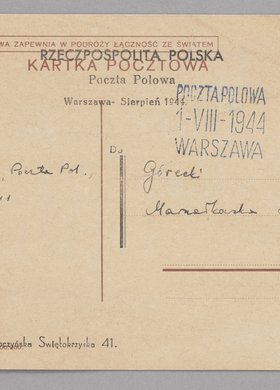 WA ZAPEWNIA W PODRÓŻY ŁĄCZNOŚĆ ZE ŚWIATEM
RZECZPOSPOLITA POLSKA
KARTKA POCZTOWA
Poczta Polowa
Warszawa- Sierpień 1944.
POCZTA POLOWA
1-VIII-1944
WARSZAWA
Do
Poczta Pol.,
Górecki
41.
Świętokrzyska